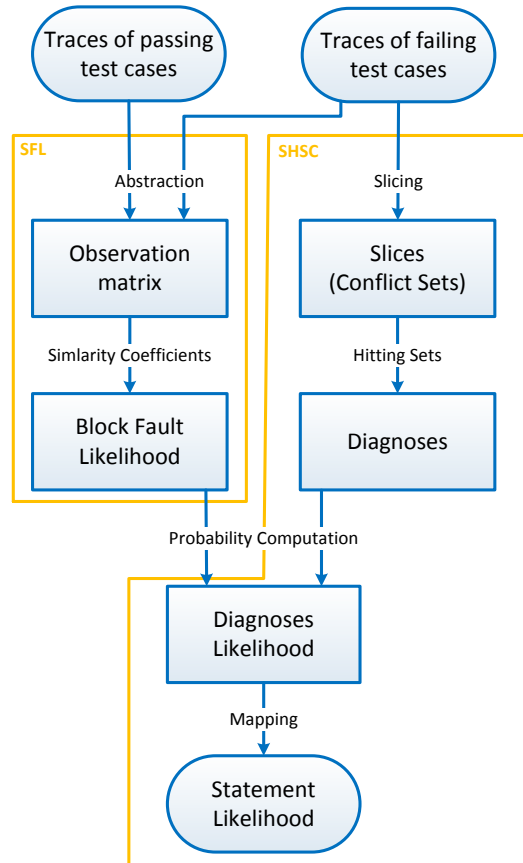 Traces of passing
test cases
Traces of failing
test cases
SFL
SHSC
Abstraction
Slicing
Observation
matrix
Slices
(Conflict Sets)
Simlarity Coefficients
Hitting Sets
Block Fault
Likelihood
Diagnoses
Probability Computation
Diagnoses
Likelihood
Mapping
Statement
Likelihood